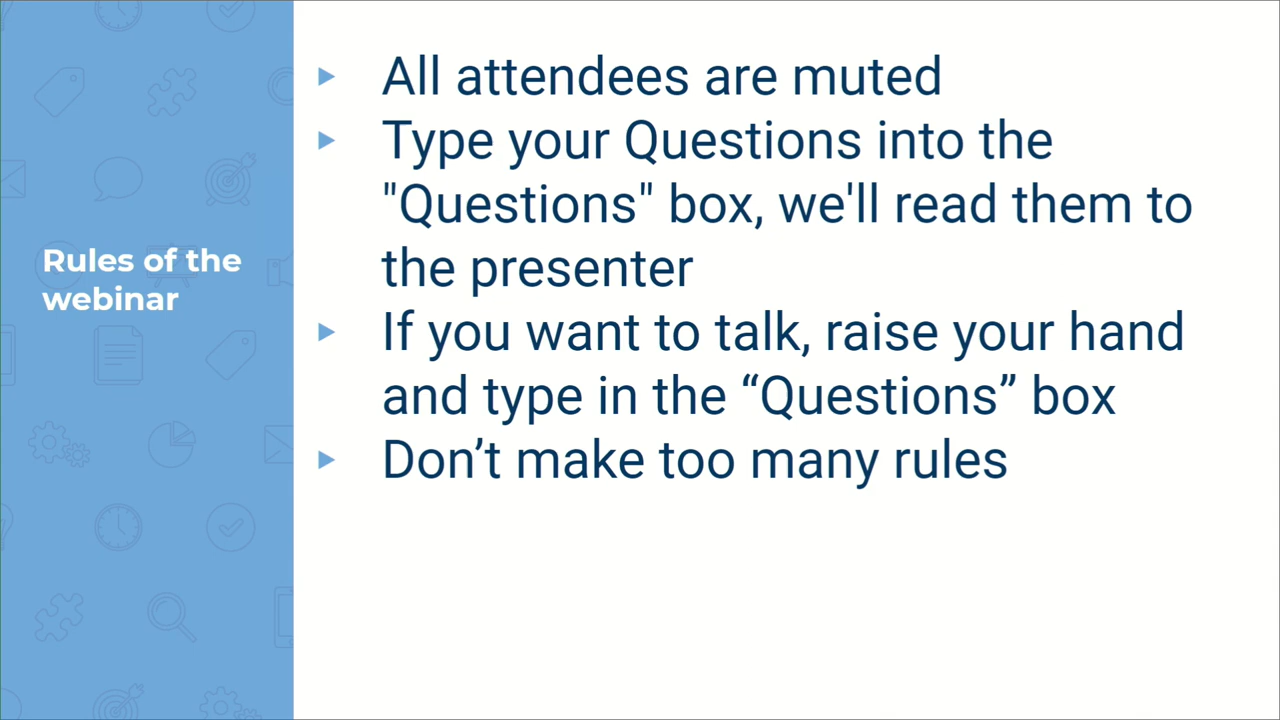 Rules of the
webinar
All attendees are muted
Type your Questions into the
"Questions" box, we'll read them to
the presenter
If you want to talk, raise your hand
and type in the “Questions” box
Don’t make too many rules